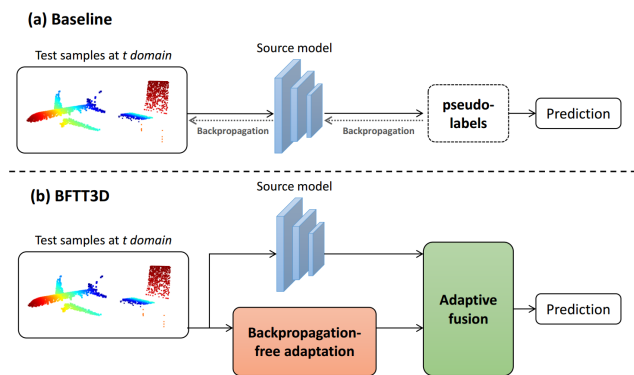 (a) Baseline
Test samples at t domain
Source model
Backpropagation
Backpropagation
pseudo-
labels
Prediction
(b) BFTT3D
Source model
Test samples at t domain
Backpropagation-
free adaptation
Adaptive
fusion
Prediction